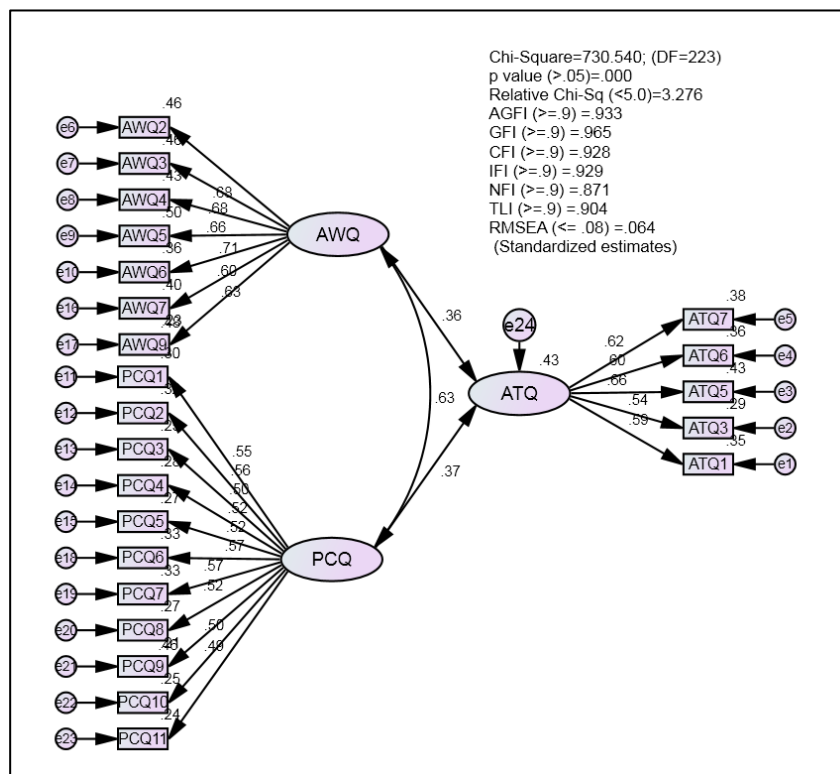 Chi-Square=730.540; (DF=223)
p value (>.05)=.000
Relative Chi-Sq (<5.0)=3.276
AGFI (>=.9) =.933
GFI (>=.9) =.965
CFI (>=.9) =.928
IFI (>=.9) =.929
NFI (>=.9) =.871
TLI (>=.9) =.904
RMSEA (<= .08) =.064
(Standardized estimates)
.46
e6 AWQ2
e7 AWQ3
.43
e8 AWQ4
.50
e9 AWQ5
.36
e10 AWQ6
.40
e16 AWQ7
e17 AWQ9
.30
e11 PCQ1
e12 PCQ2
e13 PCQ3
e14 PCQ4
.27
e15 PCQ5
.33
e18 PCQ6
.33
e19 PCQ7
.27
e20 PCQ8
e21 PCQ9
.25
e22 PCQ10
.24
e23 PCQ11
.68
.68
.66
.71
.60
.63
AWQ
.55
.56
.50
.52
.52
.57
.57
.52
.50
.49
PCQ
.36
.63
.37
e24
.43
ATQ
.62
.60
.66
.54
.59
.38
ATQ7 e5
.36
ATQ6 e4
.43
ATQ5 e3
.29
ATQ3 e2
.35
ATQ1 e1